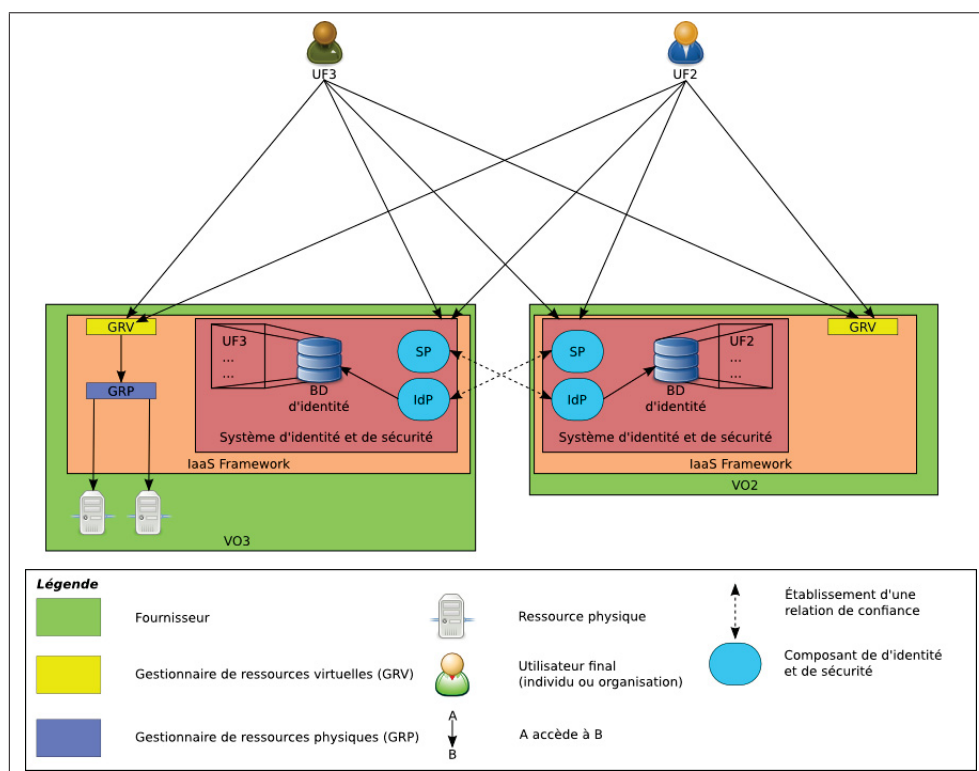 UF3
UF2
GRV
UF3
...
...
BD
d'identité
SP
IdP
GRP
Système d'identité et de sécurité
IaaS Framework
VO3
SP
IdP
BD
d'identité
UF2
...
...
GRV
Système d'identité et de sécurité
IaaS Framework
VO2
Légende
Fournisseur
Gestionnaire de ressources virtuelles (GRV)
Gestionnaire de ressources physiques (GRP)
Ressource physique
Utilisateur final
(individu ou organisation)
A
B
A accède à B
Établissement d'une
relation de confiance
Composant de d'identité
et de sécurité